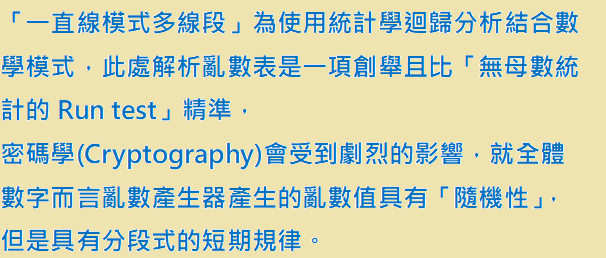 「一直線模式多線段」為使用統計學迴歸分析結合數
學模式，此處解析亂數表是一項創舉且比「無母數統
計的 Run test」精準，
密碼學(Cryptography)會受到劇烈的影響，就全體
數字而言亂數產生器產生的亂數值具有「隨機性」，
但是具有分段式的短期規律。